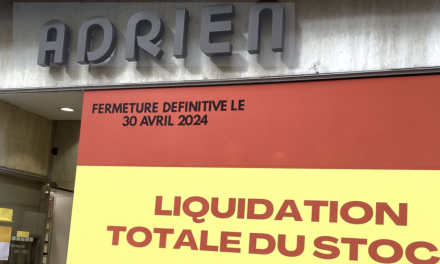 ADRIEN
FERMETURE DEFINITIVE LE
30 AVRIL 2024
LIQUIDATION
TOTALE DU STOC